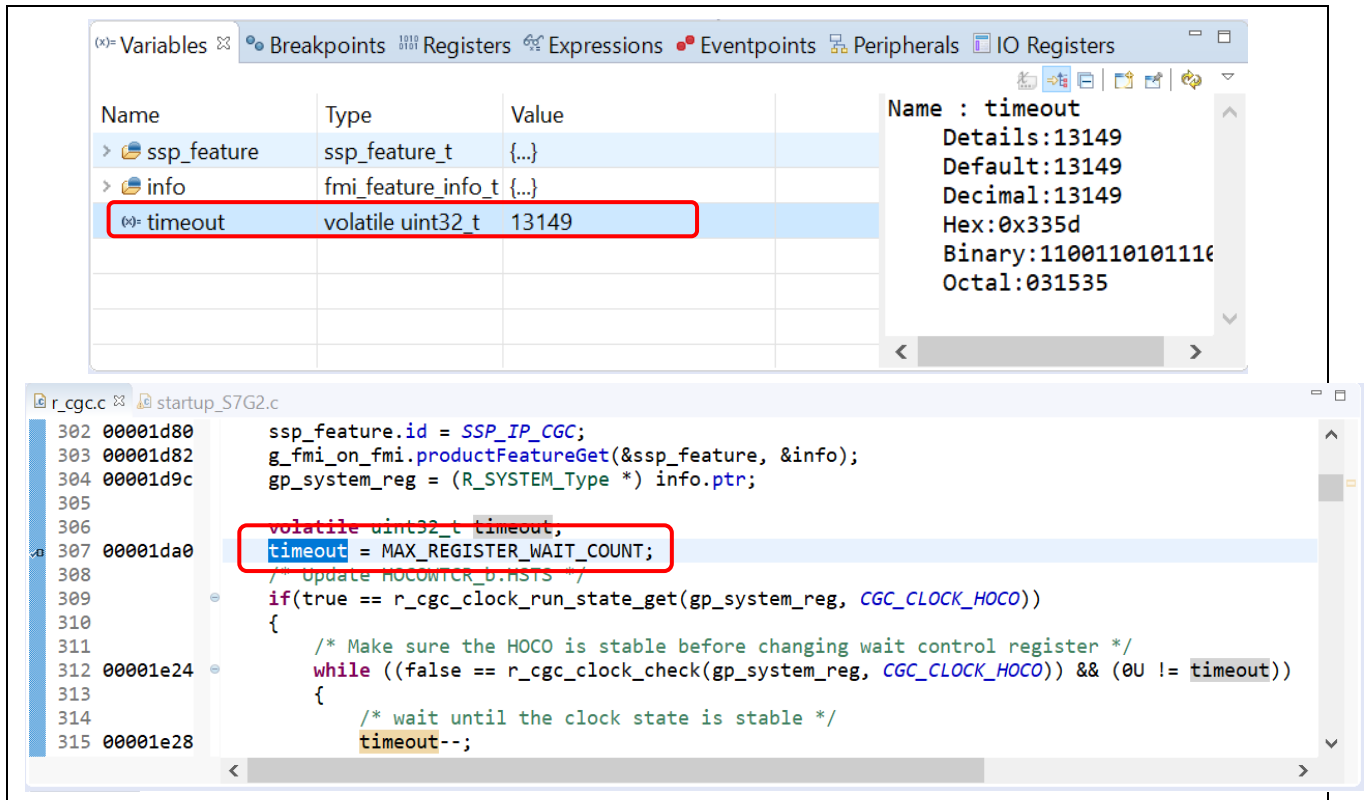 (x)= Variables Breakpoints Registers Expressions Eventpoints Peripherals IO Registers
Name Type Value
ssp_feature ssp_feature_t {...}
info fmi_feature_info_t {...}
(x)= timeout volatile uint32_t 13149
Name : timeout
Details:13149
Default:13149
Decimal:13149
Hex:0x335d
Binary:1100110101110
Octal:031535
r_cgc.c startup_S7G2.c
302 00001d80 ssp_feature.id = SSP_IP_CGC;
303 00001d82 g_fmi_on_fmi.productFeatureGet(&ssp_feature, &info);
304 00001d9c gp_system_reg = (R_SYSTEM_Type *) info.ptr;
305
306 volatile uint32_t timeout;
307 00001da0 timeout = MAX_REGISTER_WAIT_COUNT;
308 /* Update HOCOWTCR_b.HSTS */
309 if(true == r_cgc_clock_run_state_get(gp_system_reg, CGC_CLOCK_HOCO))
310 {
311 /* Make sure the HOCO is stable before changing wait control register */
312 00001e24 while ((false == r_cgc_clock_check(gp_system_reg, CGC_CLOCK_HOCO)) && (0U != timeout))
313 {
314 /* wait until the clock state is stable */
315 00001e28 timeout--;